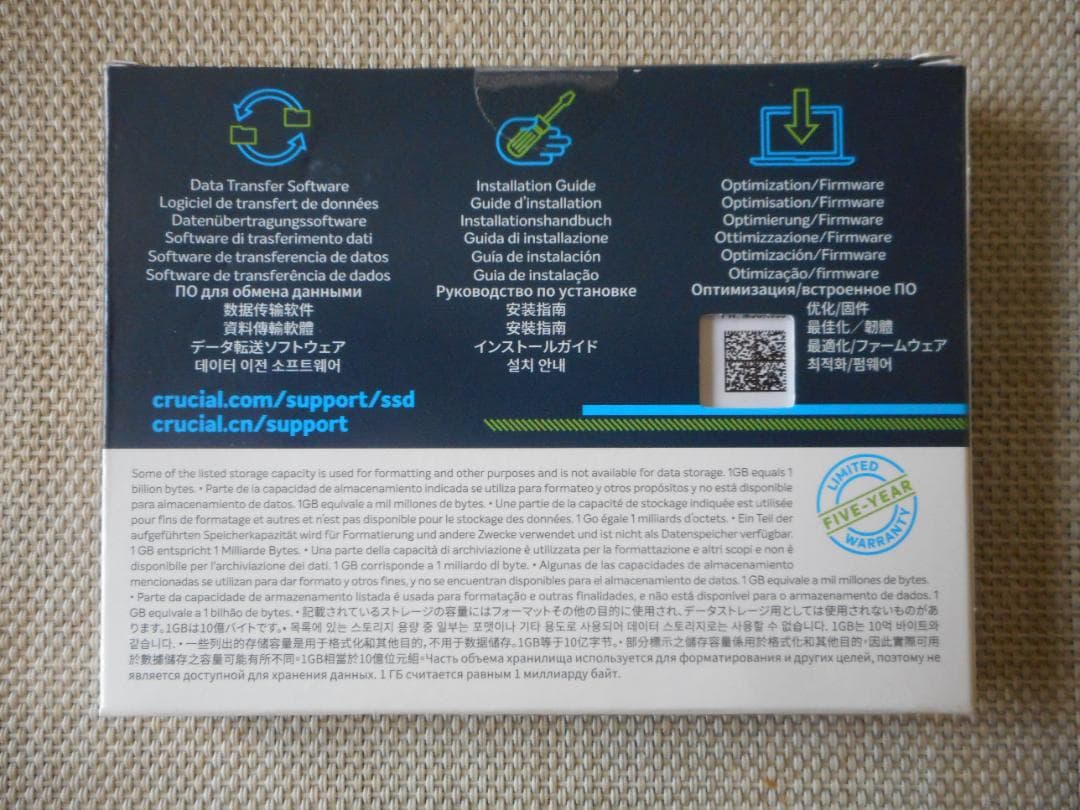 Data Transfer Software
Logiciel de transfert de données
Datenübertragungssoftware
Software di trasferimento dati
Software de transferencia de datos
Software de transferência de dados
ПО для обмена данными
数据传输软件
資料傳輸軟體
データ転送ソフトウェア
데이터 이전 소프트웨어
Installation Guide
Guide d'installation
Installationshandbuch
Guida di installazione
Guía de instalación
Guia de instalação
Руководство по установке
安装指南
安裝指南
インストールガイド
설치 안내
Optimization/Firmware
Optimisation/Firmware
Optimierung/Firmware
Ottimizzazione/Firmware
Optimización/Firmware
Otimização/firmware
Оптимизация/встроенное ПО
优化/固件
最佳化／韌體
最適化/ファームウェア
최적화/펌웨어
crucial.com/support/ssd
crucial.cn/support
Some of the listed storage capacity is used for formatting and other purposes and is not available for data storage. 1GB equals 1
billion bytes. • Parte de la capacidad de almacenamiento indicada se utiliza para formateo y otros propósitos y no está disponible
para almacenamiento de datos. 1GB equivale a mil millones de bytes. • Une partie de la capacité de stockage indiquée est utilisée
pour fins de formatage et autres et n'est pas disponible pour le stockage des données. 1 Go égale 1 milliards d'octets. • Ein Teil der
aufgeführten Speicherkapazität wird für Formatierung und andere Zwecke verwendet und ist nicht als Datenspeicher verfügbar.
1 GB entspricht 1 Milliarde Bytes. • Una parte della capacità di archiviazione è utilizzata per la formattazione e altri scopi e non è
disponibile per l'archiviazione dei dati. 1 GB corrisponde a 1 miliardo di byte. • Algunas de las capacidades de almacenamiento
mencionadas se utilizan para dar formato y otros fines, y no se encuentran disponibles para el almacenamiento de datos. 1 GB equivale a mil millones de bytes.
• Parte da capacidade de armazenamento listada é usada para formatação e outras finalidades, e não está disponível para o armazenamento de dados. 1
GB equivale a 1 bilhão de bytes. • 記載されているストレージの容量にはフォーマットその他の目的に使用され、データストレージ用としては使用されないものがあ
ります。1GBは10億バイトです。• 목록에 있는 스토리지 용량 중 일부는 포맷이나 기타 용도로 사용되어 데이터 스토리지로는 사용할 수 없습니다. 1GB는 10억 바이트와
같습니다. • 一些列出的存储容量是用于格式化和其他目的, 不用于数据储存。1GB等于10亿字节。• 部分標示之儲存容量係用於格式化和其他目的，因此實際可用
於數據儲存之容量可能有所不同。1GB相當於10億位元組。Часть объема хранилища используется для форматирования и других целей, поэтому не
является доступной для хранения данных. 1 ГБ считается равным 1 миллиарду байт.
LIMITED
FIVE-YEAR
WARRANTY